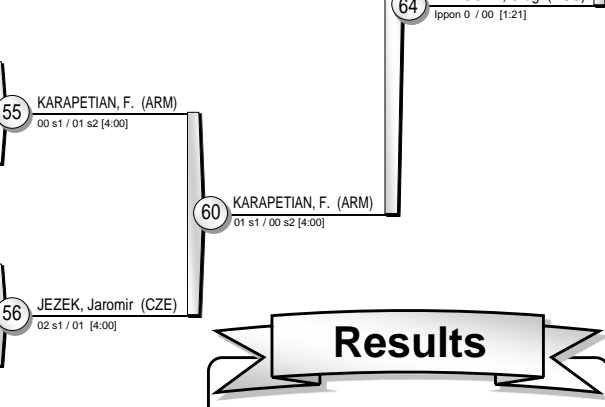 64
Ippon 0 / 00 [1:21]
55
KARAPETIAN, F. (ARM)
00 s1 / 01 s2 [4:00]
60
KARAPETIAN, F. (ARM)
01 s1 / 00 s2 [4:00]
56
JEZEK, Jaromir (CZE)
02 s1 / 01 [4:00]
Results